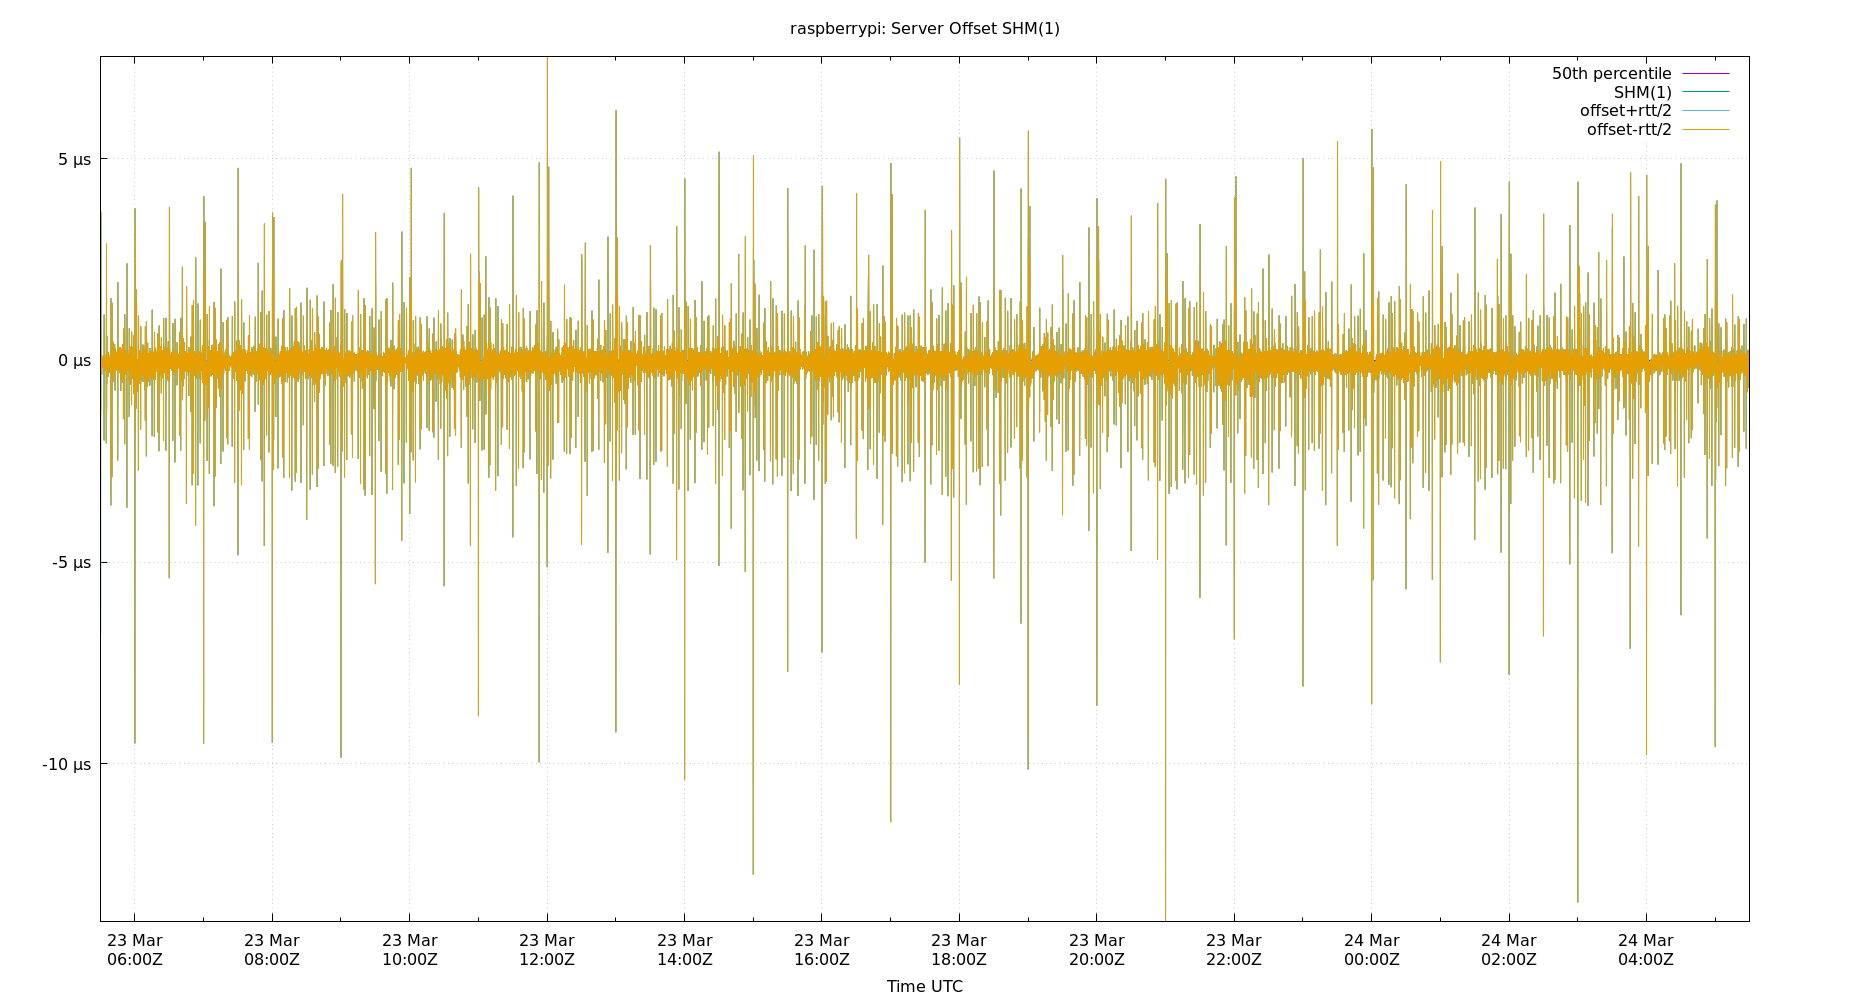 raspberrypi: Server Offset SHM(1)
50th percentile
SHM(1)
offset+rtt/2
offset-rtt/2
5 µs
0 µs
-5 µs
-10 µs
23 Mar 23 Mar 23 Mar 23 Mar 23 Mar 23 Mar 23 Mar 23 Mar 23 Mar 24 Mar 24 Mar 24 Mar
06:00Z 08:00Z 10:00Z 12:00Z 14:00Z 16:00Z 18:00Z 20:00Z 22:00Z 00:00Z 02:00Z 04:00Z
Time UTC